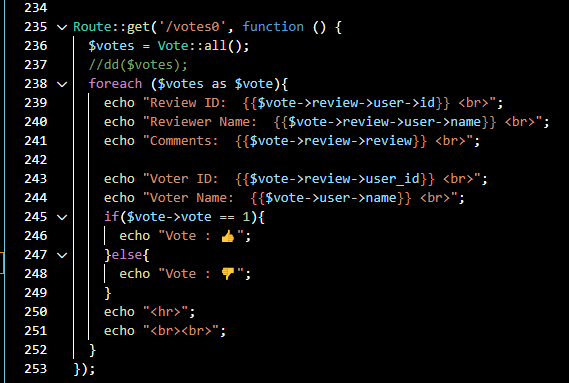 234
235 Route::get('/votes0', function () {
236   $votes = Vote::all();
237   //dd($votes);
238   foreach ($votes as $vote){
239     echo "Review ID:  {{$vote->review->user->id}} <br>";
240     echo "Reviewer Name:  {{$vote->review->user->name}} <br>";
241     echo "Comments:  {{$vote->review->review}} <br>";
242
243     echo "Voter ID:  {{$vote->review->user_id}} <br>";
244     echo "Voter Name:  {{$vote->user->name}} <br>";
245     if($vote->vote == 1){
246       echo "Vote : 👍";
247     }else{
248       echo "Vote : 👎";
249     }
250     echo "<hr>";
251     echo "<br><br>";
252   }
253 });